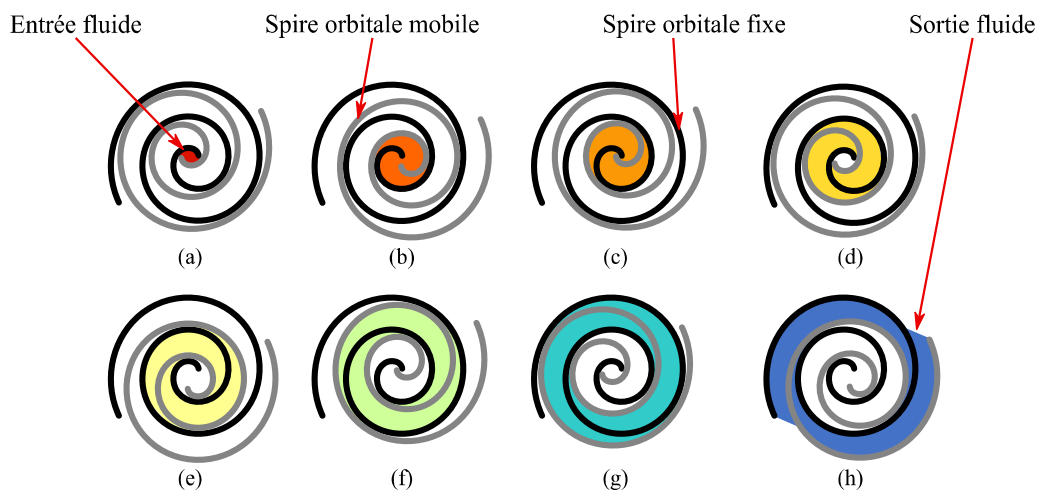 Entrée fluide
Spire orbitale mobile
Spire orbitale fixe
Sortie fluide
(a)
(b)
(c)
(d)
(e)
(f)
(g)
(h)